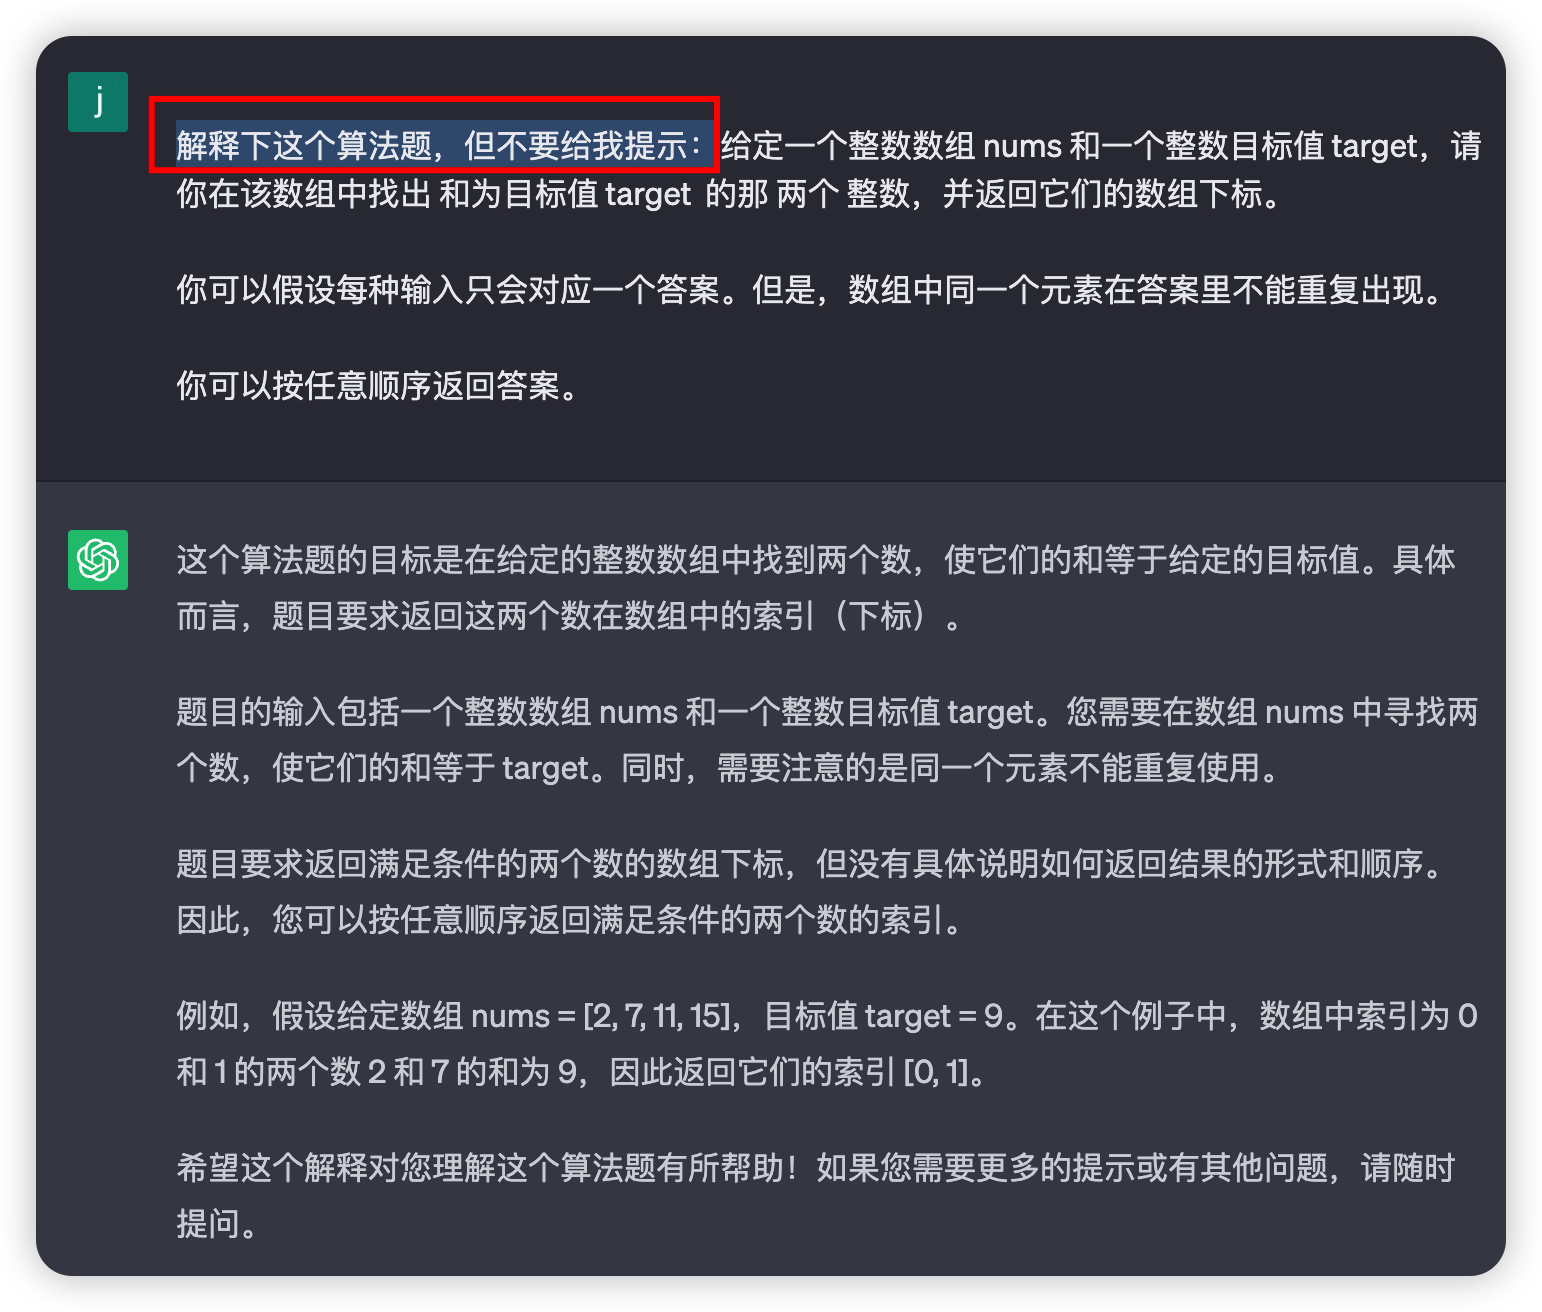 j
解释下这个算法题，但不要给我提示：给定一个整数数组 nums 和一个整数目标值 target，请
你在该数组中找出 和为目标值 target 的那 两个 整数，并返回它们的数组下标。
你可以假设每种输入只会对应一个答案。但是，数组中同一个元素在答案里不能重复出现。
你可以按任意顺序返回答案。
这个算法题的目标是在给定的整数数组中找到两个数，使它们的和等于给定的目标值。具体
而言，题目要求返回这两个数在数组中的索引（下标）。
题目的输入包括一个整数数组 nums 和一个整数目标值 target。您需要在数组 nums 中寻找两
个数，使它们的和等于 target。同时，需要注意的是同一个元素不能重复使用。
题目要求返回满足条件的两个数的数组下标，但没有具体说明如何返回结果的形式和顺序。
因此，您可以按任意顺序返回满足条件的两个数的索引。
例如，假设给定数组 nums = [2, 7, 11, 15]，目标值 target = 9。在这个例子中，数组中索引为 0
和 1 的两个数 2 和 7 的和为 9，因此返回它们的索引 [0, 1]。
希望这个解释对您理解这个算法题有所帮助！如果您需要更多的提示或有其他问题，请随时
提问。